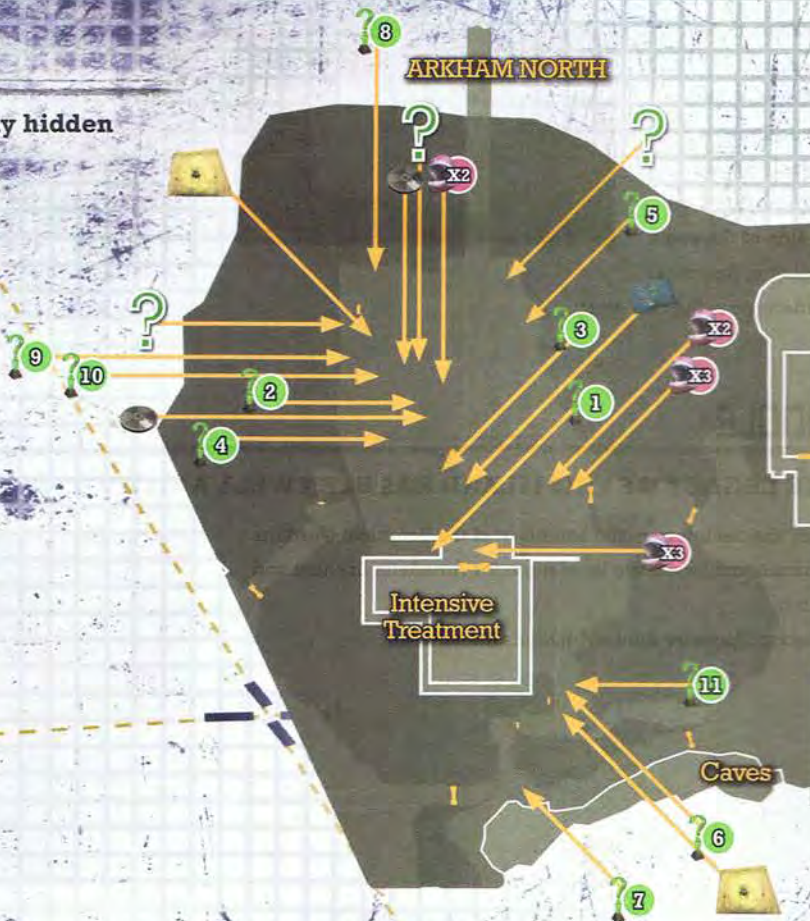 ? 8
ARKHAM NORTH
y hidden
?
?
X2
? 5
?
? 3
X2
? 9
? 10
X3
? 2
? 1
? 4
X3
Intensive
Treatment
? 11
Caves
? 6
? 7